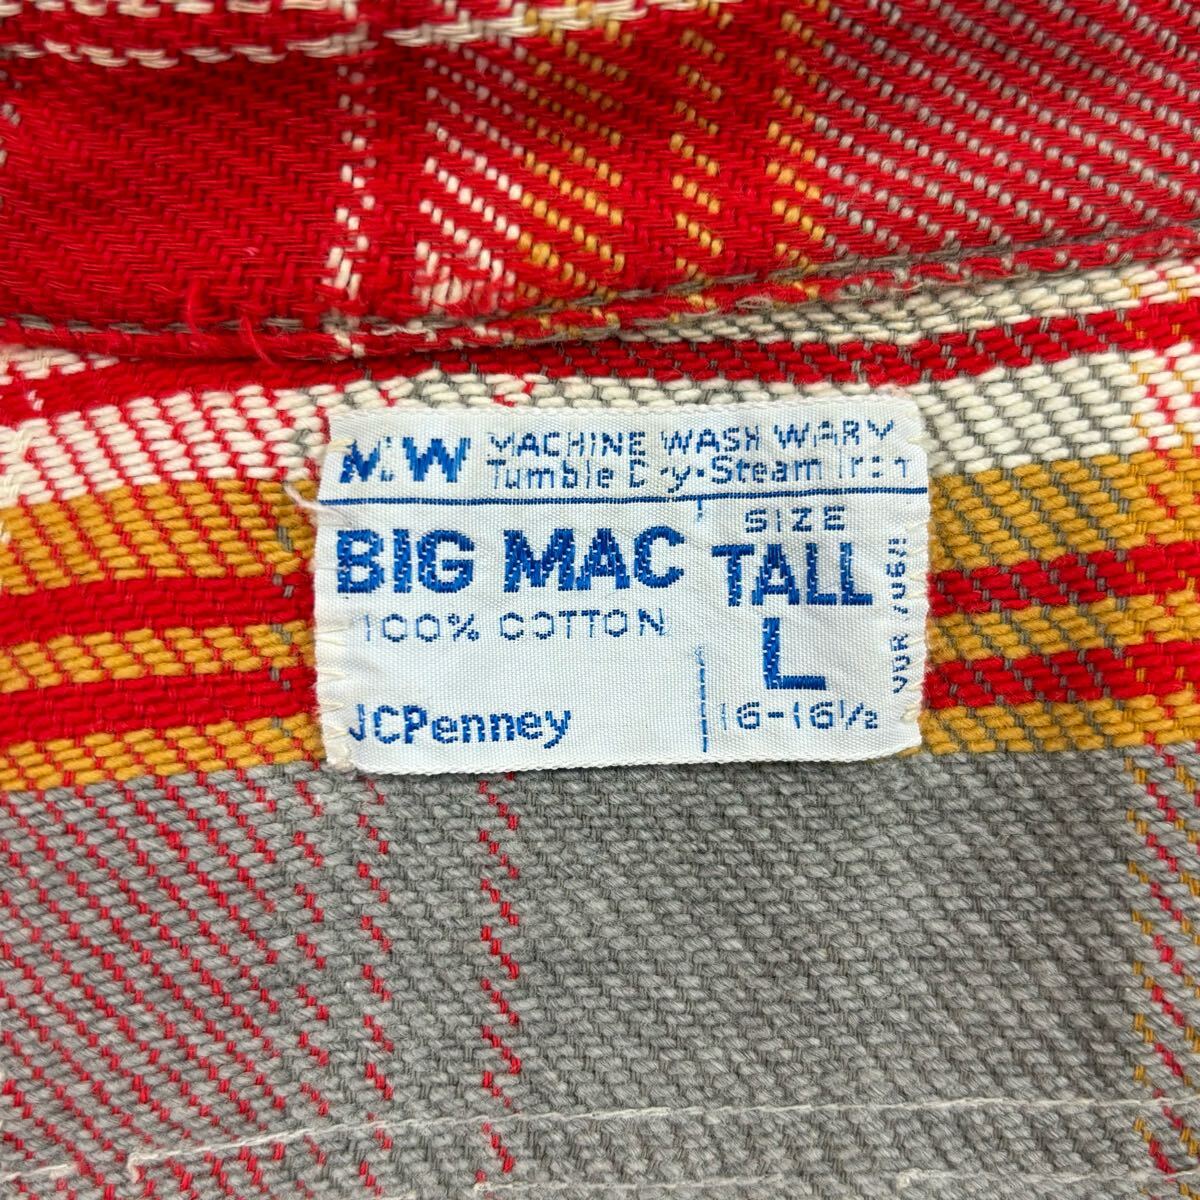 MW MACHINE WASH WARM
Tumble Dry-Steam Iron
BIG MAC
100% COTTON
JCPenney
SIZE
TALL
L
16-16½